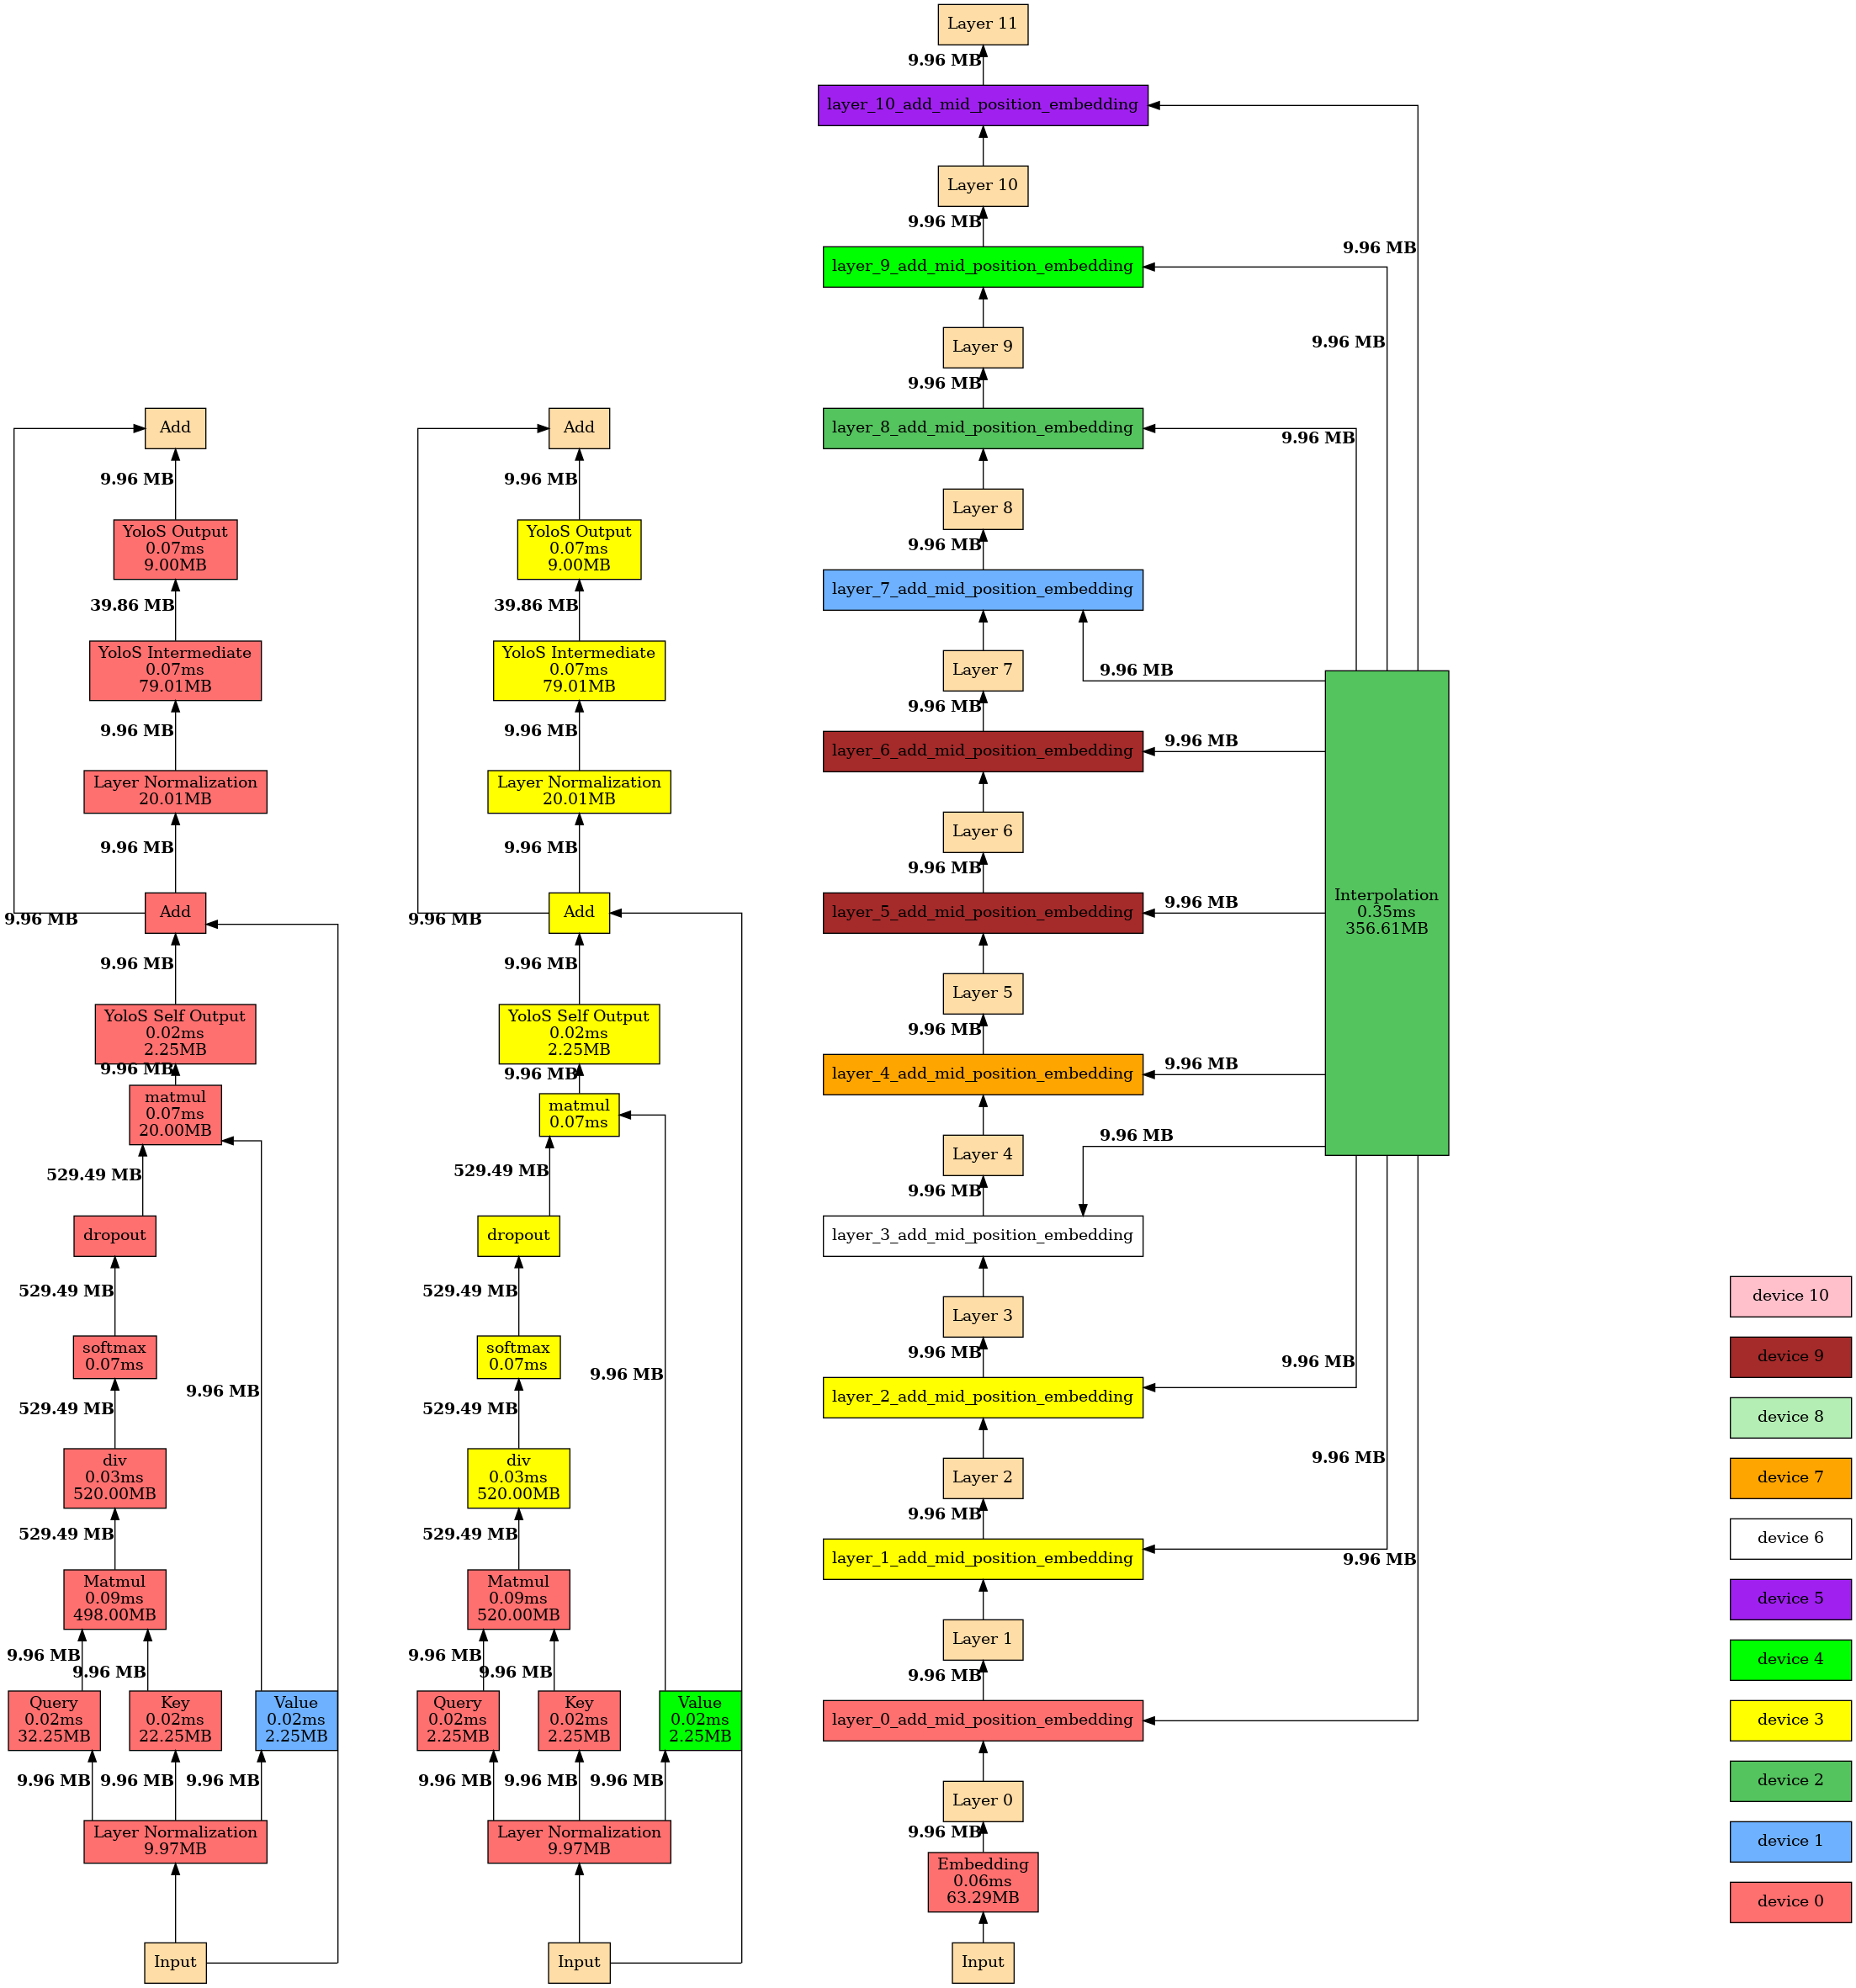 Add
9.96 MB
YoloS Output
0.07ms
9.00MB
39.86 MB
YoloS Intermediate
0.07ms
79.01MB
9.96 MB
Layer Normalization
20.01MB
9.96 MB
Add
9.96 MB
9.96 MB
YoloS Self Output
0.02ms
2.25MB
9.96 MB
matmul
0.07ms
20.00MB
529.49 MB
dropout
529.49 MB
softmax
0.07ms
9.96 MB
529.49 MB
div
0.03ms
520.00MB
529.49 MB
Matmul
0.09ms
498.00MB
9.96 MB
9.96 MB
Query
0.02ms
32.25MB
Key
0.02ms
22.25MB
Value
0.02ms
2.25MB
9.96 MB
9.96 MB
9.96 MB
Layer Normalization
9.97MB
Input
Add
9.96 MB
YoloS Output
0.07ms
9.00MB
39.86 MB
YoloS Intermediate
0.07ms
79.01MB
9.96 MB
Layer Normalization
20.01MB
9.96 MB
Add
9.96 MB
9.96 MB
YoloS Self Output
0.02ms
2.25MB
9.96 MB
matmul
0.07ms
529.49 MB
dropout
529.49 MB
softmax
0.07ms
9.96 MB
529.49 MB
div
0.03ms
520.00MB
529.49 MB
Matmul
0.09ms
520.00MB
9.96 MB
9.96 MB
Query
0.02ms
2.25MB
Key
0.02ms
2.25MB
Value
0.02ms
2.25MB
9.96 MB
9.96 MB
9.96 MB
Layer Normalization
9.97MB
Input
Layer 11
9.96 MB
layer_10_add_mid_position_embedding
Layer 10
9.96 MB
9.96 MB
layer_9_add_mid_position_embedding
9.96 MB
Layer 9
9.96 MB
layer_8_add_mid_position_embedding
9.96 MB
Layer 8
9.96 MB
layer_7_add_mid_position_embedding
Layer 7
9.96 MB
9.96 MB
layer_6_add_mid_position_embedding
9.96 MB
Layer 6
9.96 MB
layer_5_add_mid_position_embedding
9.96 MB
Interpolation
0.35ms
356.61MB
Layer 5
9.96 MB
layer_4_add_mid_position_embedding
9.96 MB
Layer 4
9.96 MB
9.96 MB
layer_3_add_mid_position_embedding
Layer 3
9.96 MB
9.96 MB
layer_2_add_mid_position_embedding
Layer 2
9.96 MB
9.96 MB
layer_1_add_mid_position_embedding
9.96 MB
Layer 1
9.96 MB
layer_0_add_mid_position_embedding
Layer 0
9.96 MB
Embedding
0.06ms
63.29MB
Input
device 10
device 9
device 8
device 7
device 6
device 5
device 4
device 3
device 2
device 1
device 0